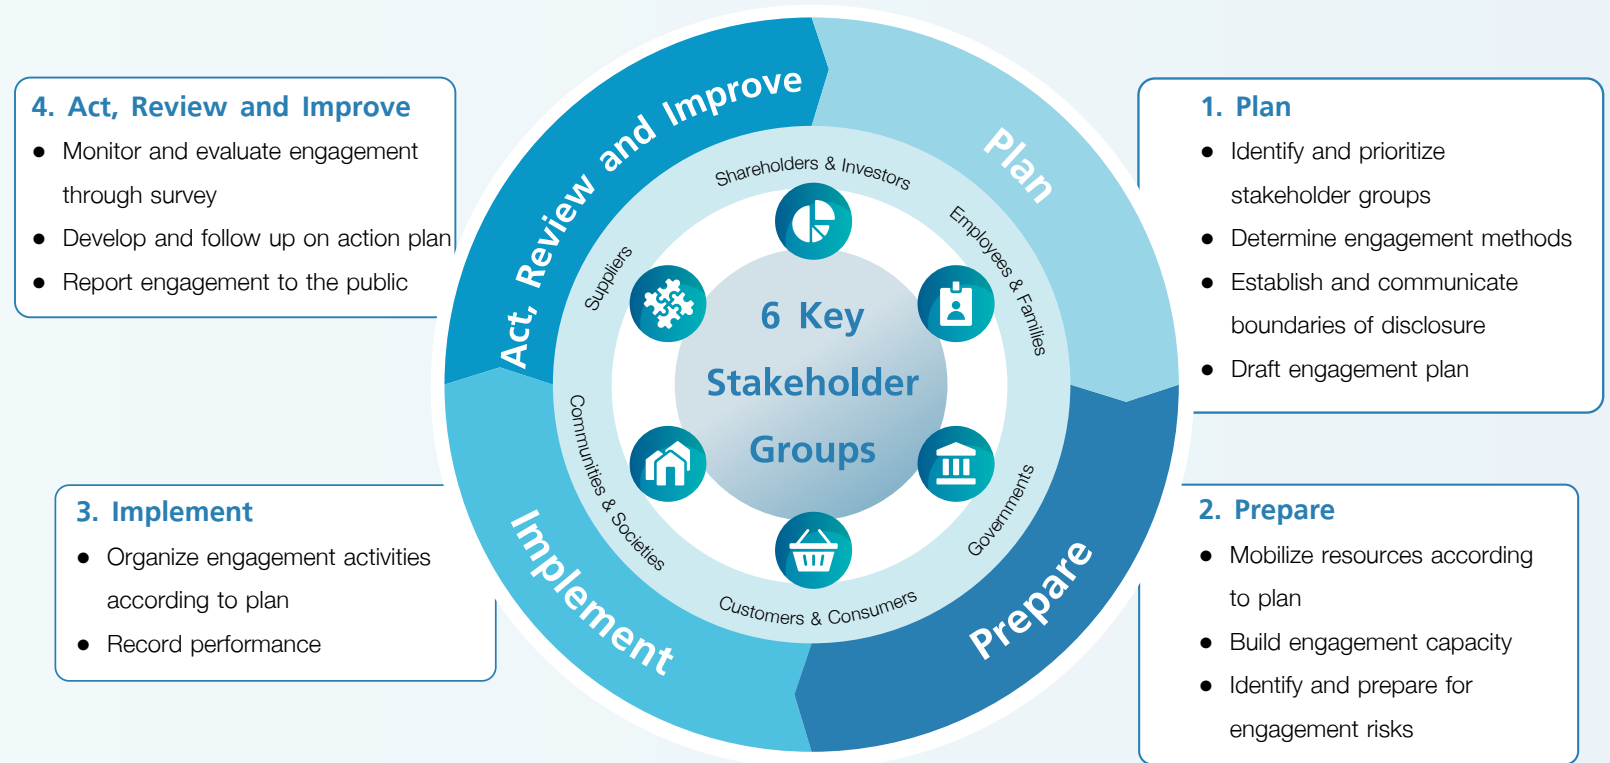 4. Act, Review and Improve
● Monitor and evaluate engagement
through survey
● Develop and follow up on action plan
● Report engagement to the public
1. Plan
● Identify and prioritize
stakeholder groups
● Determine engagement methods
● Establish and communicate
boundaries of disclosure
● Draft engagement plan
Act, Review and Improve
Plan
Prepare
Implement
Shareholders & Investors
Employees & Families
Governments
Customers & Consumers
Communities & Societies
Suppliers
6 Key
Stakeholder
Groups
3. Implement
● Organize engagement activities
according to plan
● Record performance
2. Prepare
● Mobilize resources according
to plan
● Build engagement capacity
● Identify and prepare for
engagement risks